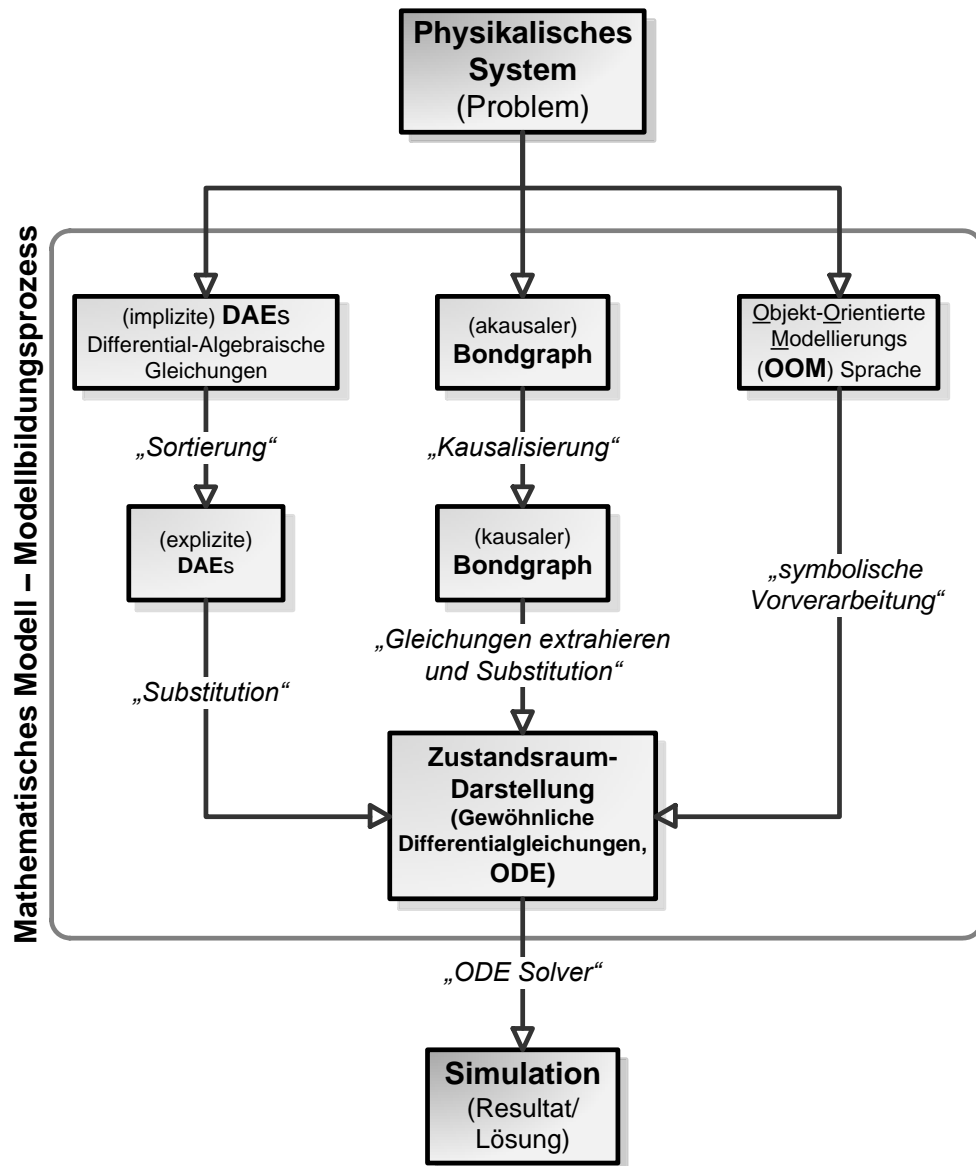 Physikalisches
System
(Problem)
Mathematisches Modell – Modellbildungsprozess
(implizite) DAEs
Differential-Algebraische
Gleichungen
(akausaler)
Bondgraph
Objekt-Orientierte
Modellierungs
(OOM) Sprache
„Sortierung“
„Kausalisierung“
(explizite)
DAEs
(kausaler)
Bondgraph
„symbolische
Vorverarbeitung“
„Gleichungen extrahieren
und Substitution“
„Substitution“
Zustandsraum-
Darstellung
(Gewöhnliche
Differentialgleichungen,
ODE)
„ODE Solver“
Simulation
(Resultat/
Lösung)